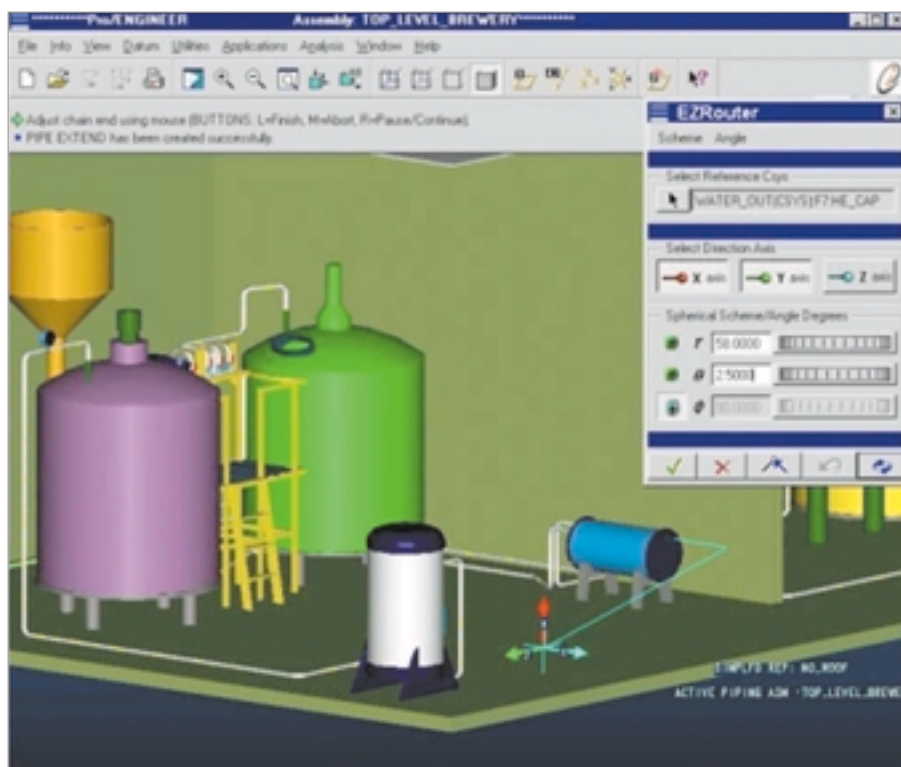 **********Pro/ENGINEER Assembly: TOP_LEVEL_BREWERY**********
File Info View Datum Utilities Applications Analysis Window Help
Adjust chain end using mouse (BUTTONS: L=Finish, M=Abort, R=Pause/Continue).
PIPE EXTEND has been created successfully.
EZRouter
Scheme Angle
Select Reference Csys
WATER_OUT(CSYS):F7:HE_CAP
Select Direction Axis
X axis Y axis Z axis
Spherical Scheme/Angle Degrees
r 58.0000
θ 2.5000
90.0000
SIMPLFD REP: NO_ROOF
ACTIVE PIPING ASM -TOP_LEVEL_BREWE